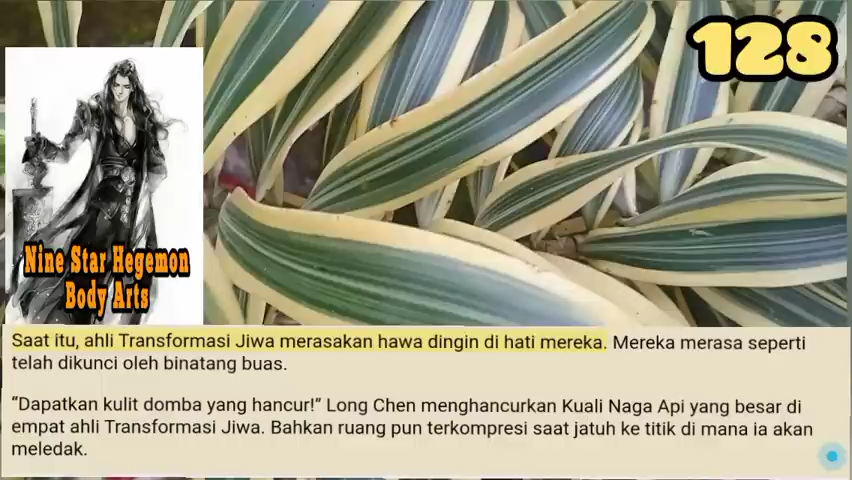 128
Nine Star Hegemon
Body Arts
Saat itu, ahli Transformasi Jiwa merasakan hawa dingin di hati mereka. Mereka merasa seperti
telah dikunci oleh binatang buas.
“Dapatkan kulit domba yang hancur!” Long Chen menghancurkan Kuali Naga Api yang besar di
empat ahli Transformasi Jiwa. Bahkan ruang pun terkompresi saat jatuh ke titik di mana ia akan
meledak.